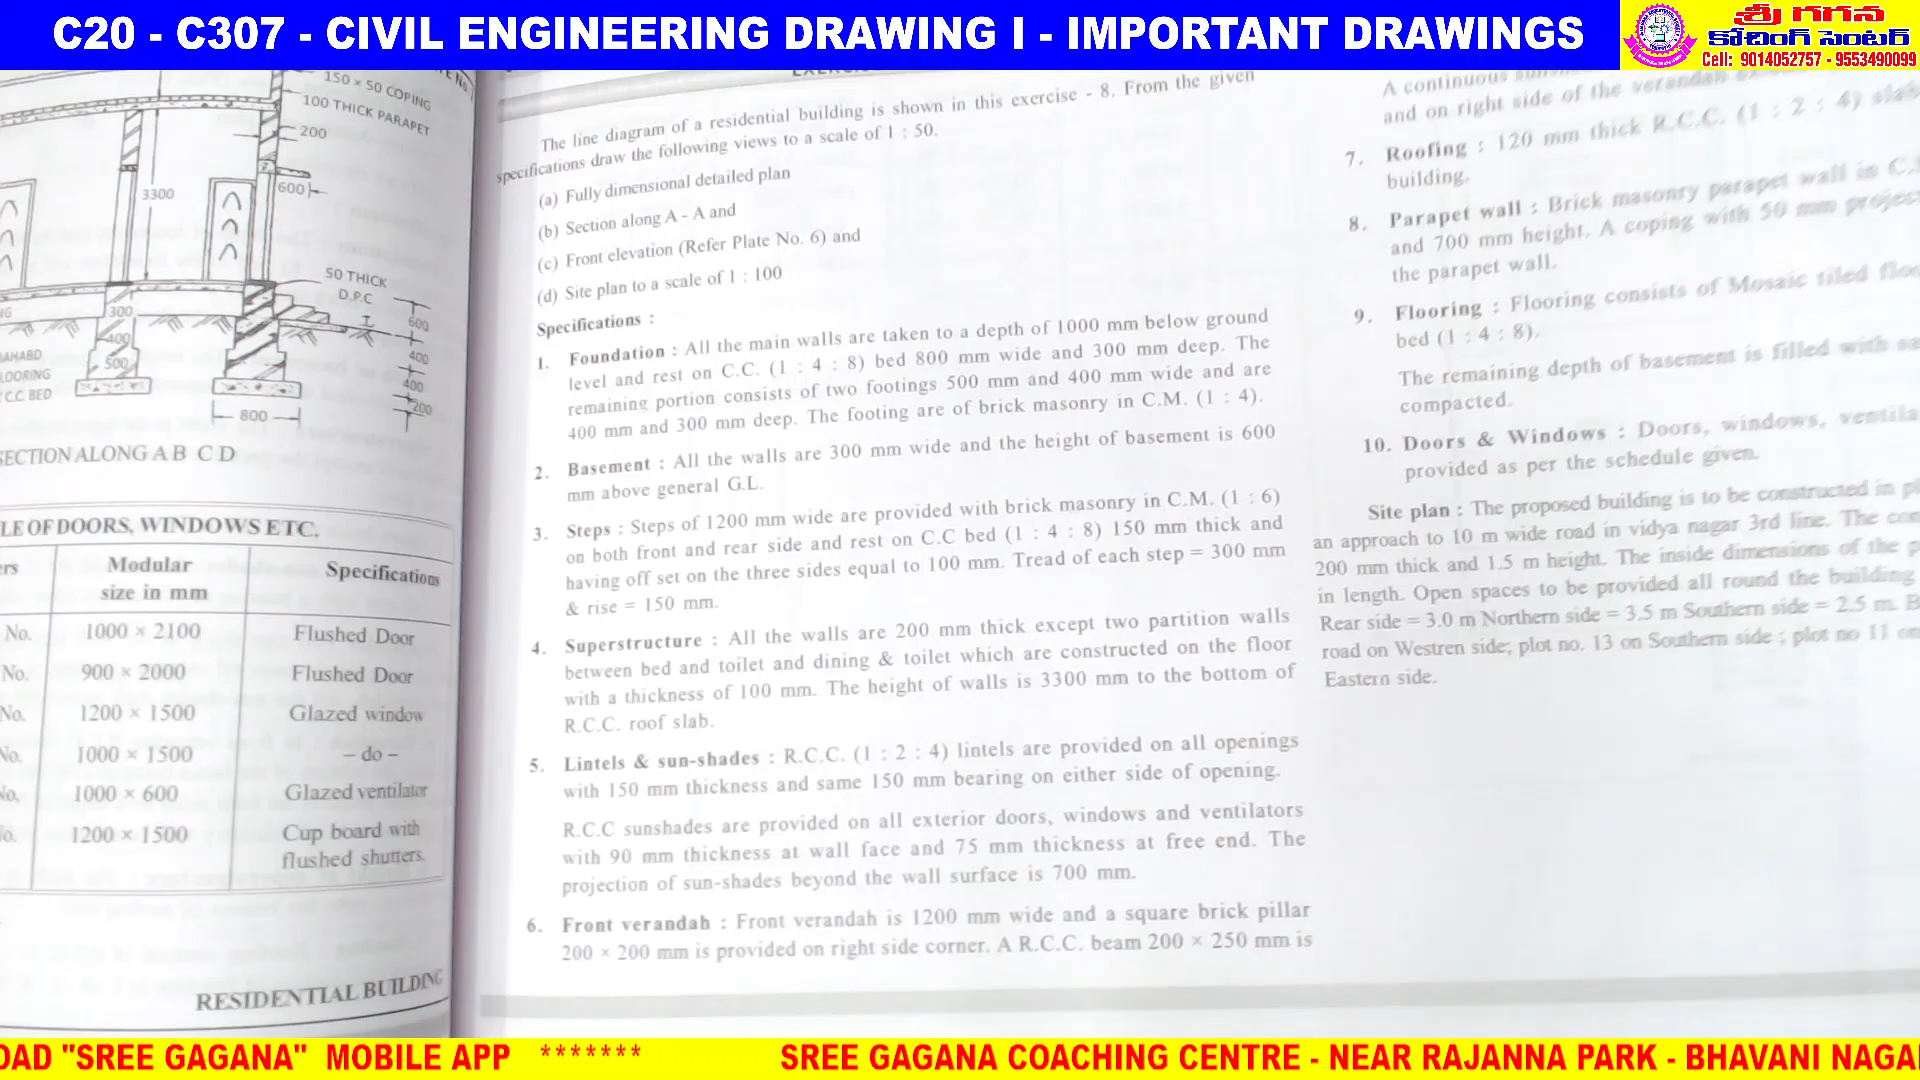 C20 - C307 - CIVIL ENGINEERING DRAWING I - IMPORTANT DRAWINGS
శ్రీ గగన
కోచింగ్ సెంటర్
Cell: 9014052757 - 9553490099
150 × 50 COPING
100 THICK PARAPET
200
600
3300
50 THICK
D.P.C
300
600
400
500
400
400
200
LOORING
C.C. BED
800
SECTION ALONG A B C D
LE OF DOORS, WINDOWS ETC.
Modular
size in mm
Specifications
No. 1000 × 2100 Flushed Door
No. 900 × 2000 Flushed Door
No. 1200 × 1500 Glazed window
No. 1000 × 1500 – do –
No. 1000 × 600 Glazed ventilator
1200 × 1500 Cup board with
flushed shutters.
RESIDENTIAL BUILDING
The line diagram of a residential building is shown in this exercise - 8. From the given
specifications draw the following views to a scale of 1 : 50.
(a) Fully dimensional detailed plan
(b) Section along A - A and
(c) Front elevation (Refer Plate No. 6) and
(d) Site plan to a scale of 1 : 100
Specifications :
1. Foundation : All the main walls are taken to a depth of 1000 mm below ground
level and rest on C.C. (1 : 4 : 8) bed 800 mm wide and 300 mm deep. The
remaining portion consists of two footings 500 mm and 400 mm wide and are
400 mm and 300 mm deep. The footing are of brick masonry in C.M. (1 : 4).
2. Basement : All the walls are 300 mm wide and the height of basement is 600
mm above general G.L.
3. Steps : Steps of 1200 mm wide are provided with brick masonry in C.M. (1 : 6)
on both front and rear side and rest on C.C bed (1 : 4 : 8) 150 mm thick and
having off set on the three sides equal to 100 mm. Tread of each step = 300 mm
& rise = 150 mm.
4. Superstructure : All the walls are 200 mm thick except two partition walls
between bed and toilet and dining & toilet which are constructed on the floor
with a thickness of 100 mm. The height of walls is 3300 mm to the bottom of
R.C.C. roof slab.
5. Lintels & sun-shades : R.C.C. (1 : 2 : 4) lintels are provided on all openings
with 150 mm thickness and same 150 mm bearing on either side of opening.
R.C.C sunshades are provided on all exterior doors, windows and ventilators
with 90 mm thickness at wall face and 75 mm thickness at free end. The
projection of sun-shades beyond the wall surface is 700 mm.
6. Front verandah : Front verandah is 1200 mm wide and a square brick pillar
200 × 200 mm is provided on right side corner. A R.C.C. beam 200 × 250 mm is
A continuous
and on right side of the verandah
7. Roofing : 120 mm thick R.C.C. (1 : 2 : 4) slab
building.
8. Parapet wall : Brick masonry parapet wall in C.
and 700 mm height. A coping with 50 mm project
the parapet wall.
9. Flooring : Flooring consists of Mosaic tiled
bed (1 : 4 : 8).
The remaining depth of basement is filled with
compacted.
10. Doors & Windows : Doors, windows, ventila
provided as per the schedule given.
Site plan : The proposed building is to be constructed in
an approach to 10 m wide road in vidya nagar 3rd line. The
200 mm thick and 1.5 m height. The inside dimensions of the
in length. Open spaces to be provided all round the building
Rear side = 3.0 m Northern side = 3.5 m Southern side = 2.5 m.
road on Westren side; plot no. 13 on Southern side ; plot no 11 on
Eastern side.
OAD "SREE GAGANA" MOBILE APP ******* SREE GAGANA COACHING CENTRE - NEAR RAJANNA PARK - BHAVANI NAGA